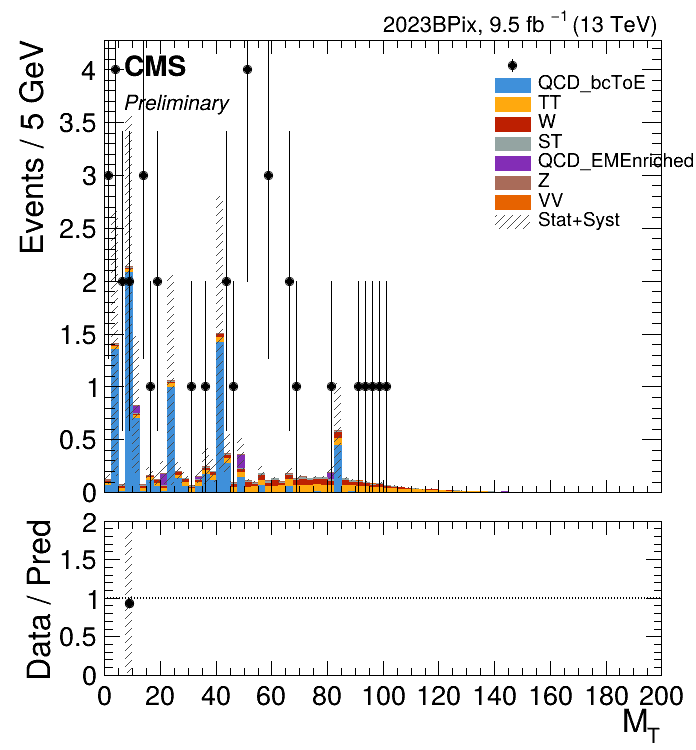 2023BPix, 9.5 fb⁻¹ (13 TeV)
CMS
Preliminary
Events / 5 GeV
4
3.5
3
2.5
2
1.5
1
0.5
0
QCD_bcToE
TT
W
ST
QCD_EMEnriched
Z
VV
Stat+Syst
Data / Pred
2
1.5
1
0.5
0
0 20 40 60 80 100 120 140 160 180 200
M_T